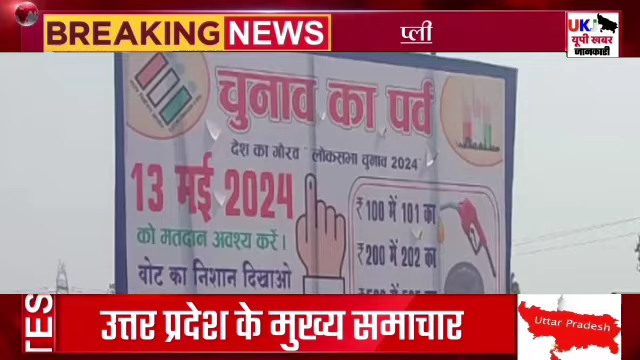 BREAKING NEWS
प्ली
UK
यूपी खबर
जानकारी
चुनाव का पर्व
देश का गौरव "लोकसभा चुनाव 2024"
13 मई 2024
को मतदान अवश्य करें।
वोट का निशान दिखाओ
₹100 में 101 का
₹200 में 202 का
TES
उत्तर प्रदेश के मुख्य समाचार
Uttar Pradesh